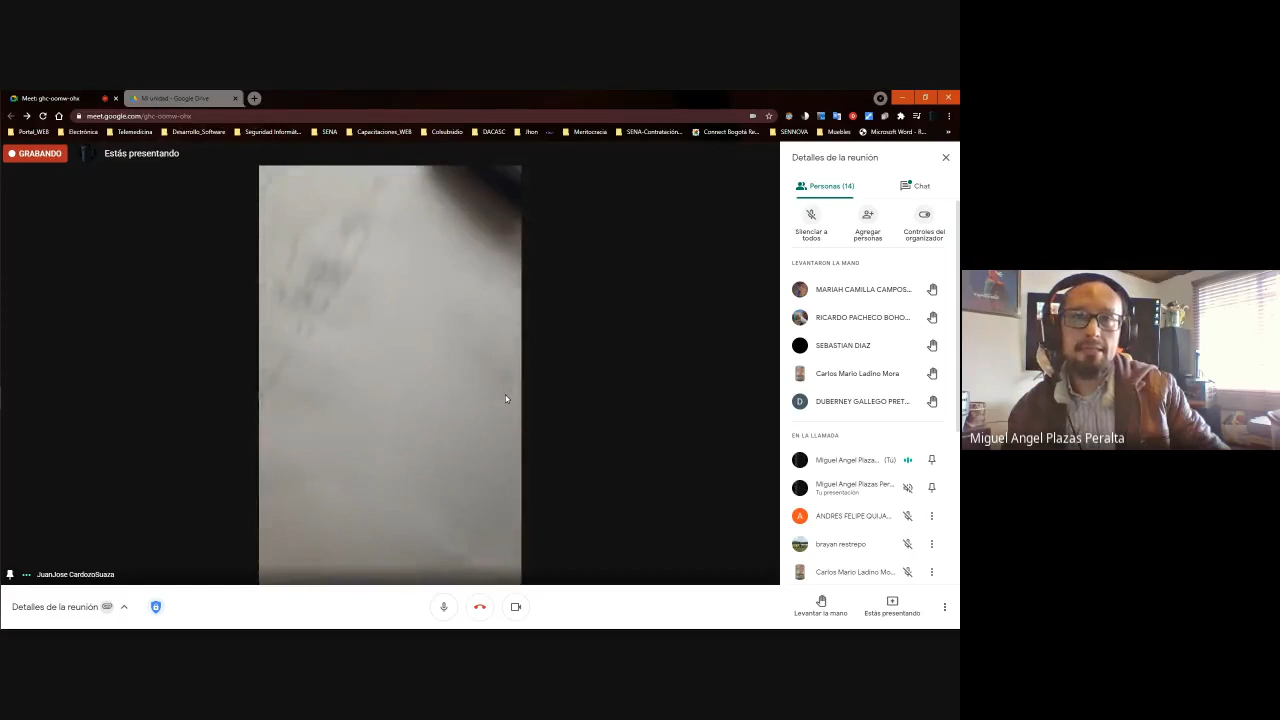 Meet: ghc-oomw-ohx
Mi unidad - Google Drive
meet.google.com/ghc-oomw-ohx
Portal_WEB
Electrónica
Telemedicina
Desarrollo_Software
Seguridad Informát...
SENA
Capacitaciones_WEB
Colsubsidio
DACASC
Jhon
Meritocracia
SENA-Contratación...
Connect Bogotá Re...
SENNOVA
Muebles
Microsoft Word - R...
GRABANDO
Estás presentando
Detalles de la reunión
Personas (14)
Chat
Silenciar a
todos
Agregar
personas
Controles del
organizador
LEVANTARON LA MANO
MARIAH CAMILLA CAMPOS...
RICARDO PACHECO BOHO...
SEBASTIAN DIAZ
Carlos Mario Ladino Mora
D
DUBERNEY GALLEGO PRET...
EN LA LLAMADA
Miguel Angel Plaza... (Tú)
Miguel Angel Plazas Per...
Tu presentación
A
ANDRES FELIPE QUIJA...
brayan restrepo
Carlos Mario Ladino Mo...
JuanJose CardozoSuaza
Detalles de la reunión
Levantar la mano
Estás presentando
Miguel Angel Plazas Peralta